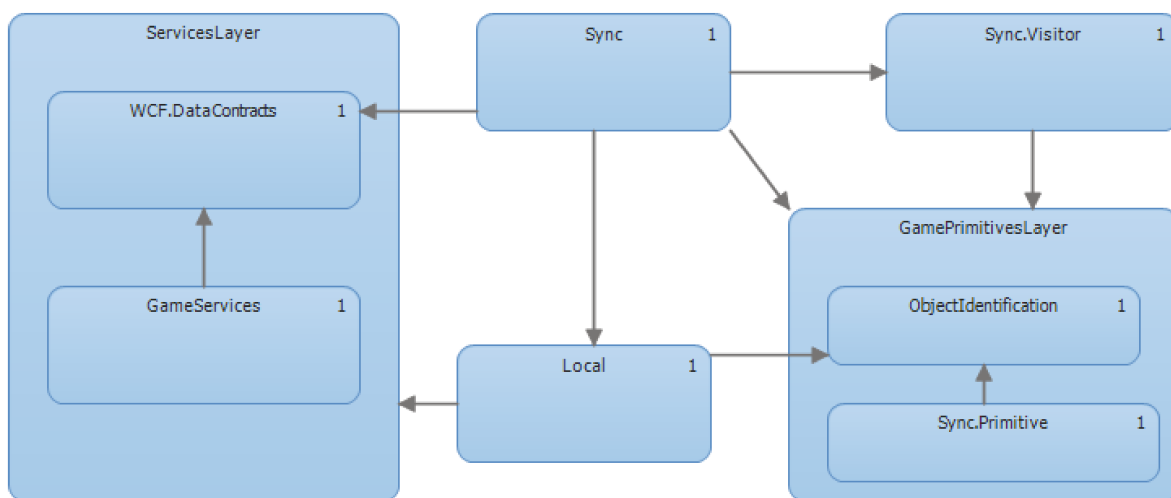 ServicesLayer
WCF.DataContracts 1
GameServices 1
Sync 1
Local 1
Sync.Visitor 1
GamePrimitivesLayer
ObjectIdentification 1
Sync.Primitive 1